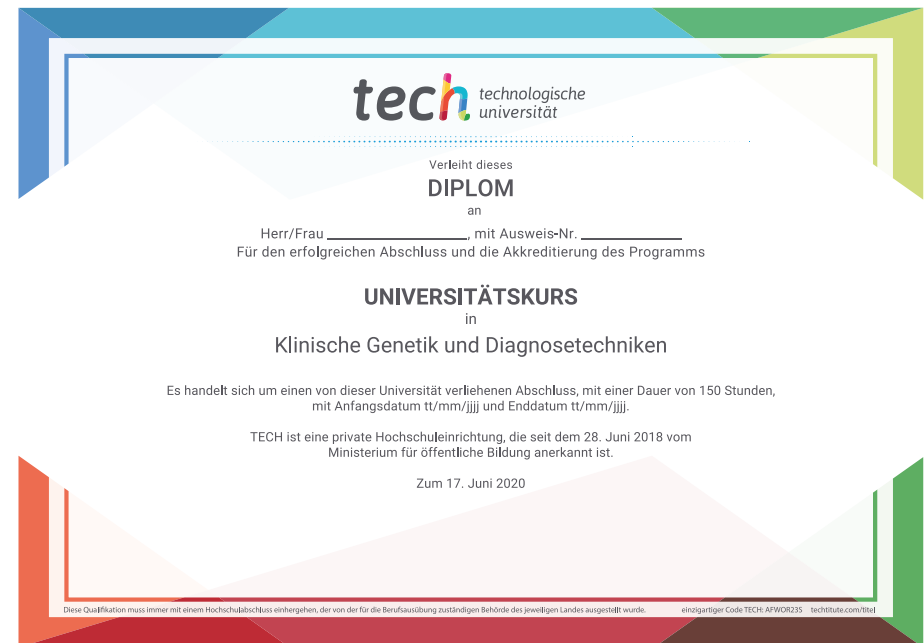 tech technologische
universität
Verleiht dieses
DIPLOM
an
Herr/Frau ____________________, mit Ausweis-Nr. ______________
Für den erfolgreichen Abschluss und die Akkreditierung des Programms
UNIVERSITÄTSKURS
in
Klinische Genetik und Diagnosetechniken
Es handelt sich um einen von dieser Universität verliehenen Abschluss, mit einer Dauer von 150 Stunden,
mit Anfangsdatum tt/mm/jjjj und Enddatum tt/mm/jjjj.
TECH ist eine private Hochschuleinrichtung, die seit dem 28. Juni 2018 vom
Ministerium für öffentliche Bildung anerkannt ist.
Zum 17. Juni 2020
Diese Qualifikation muss immer mit einem Hochschulabschluss einhergehen, der von der für die Berufsausübung zuständigen Behörde des jeweiligen Landes ausgestellt wurde. einzigartiger Code TECH: AFWOR23S techtitute.com/titel